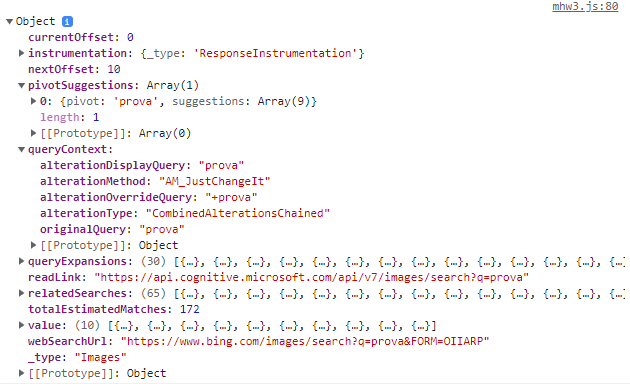 mhw3.js:80
▼Object i
currentOffset: 0
▶instrumentation: {_type: 'ResponseInstrumentation'}
nextOffset: 10
▼pivotSuggestions: Array(1)
▶0: {pivot: 'prova', suggestions: Array(9)}
length: 1
▶[[Prototype]]: Array(0)
▼queryContext:
alterationDisplayQuery: "prova"
alterationMethod: "AM_JustChangeIt"
alterationOverrideQuery: "+prova"
alterationType: "CombinedAlterationsChained"
originalQuery: "prova"
▶[[Prototype]]: Object
▶queryExpansions: (30) [{…}, {…}, {…}, {…}, {…}, {…}, {…}, {…}, {…}, {…}, {…}, {…}, {…}, {…
readLink: "https://api.cognitive.microsoft.com/api/v7/images/search?q=prova"
▶relatedSearches: (65) [{…}, {…}, {…}, {…}, {…}, {…}, {…}, {…}, {…}, {…}, {…}, {…}, {…}, {…
totalEstimatedMatches: 172
▶value: (10) [{…}, {…}, {…}, {…}, {…}, {…}, {…}, {…}, {…}, {…}]
webSearchUrl: "https://www.bing.com/images/search?q=prova&FORM=OIIARP"
_type: "Images"
▶[[Prototype]]: Object